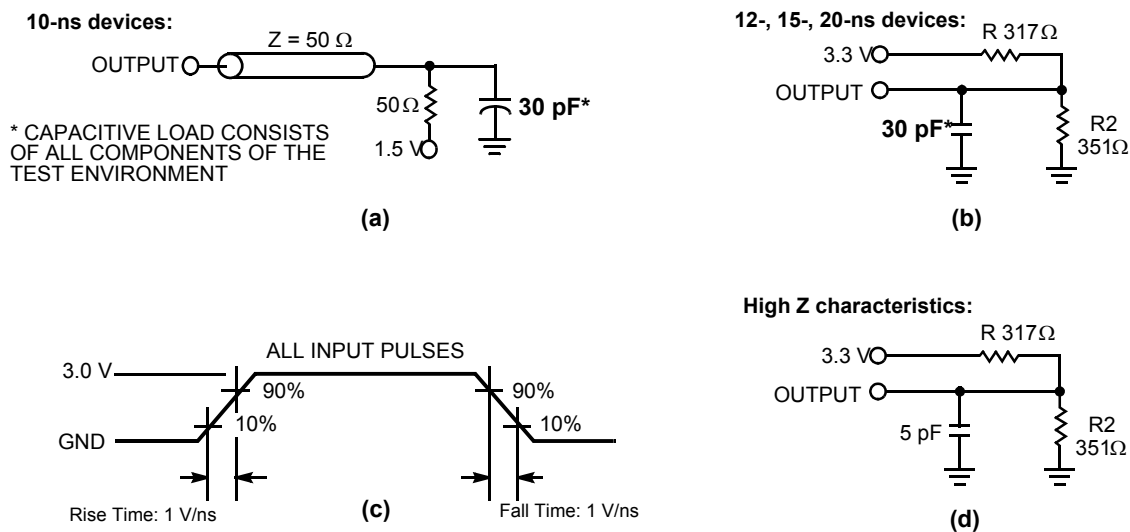 10-ns devices:
Z = 50 Ω
OUTPUT
50Ω
30 pF*
1.5 V
* CAPACITIVE LOAD CONSISTS
OF ALL COMPONENTS OF THE
TEST ENVIRONMENT
(a)
12-, 15-, 20-ns devices:
R 317Ω
3.3 V
OUTPUT
30 pF*
R2
351Ω
(b)
ALL INPUT PULSES
3.0 V
90%
10%
GND
90%
10%
Rise Time: 1 V/ns
(c)
Fall Time: 1 V/ns
High Z characteristics:
R 317Ω
3.3 V
OUTPUT
5 pF
R2
351Ω
(d)